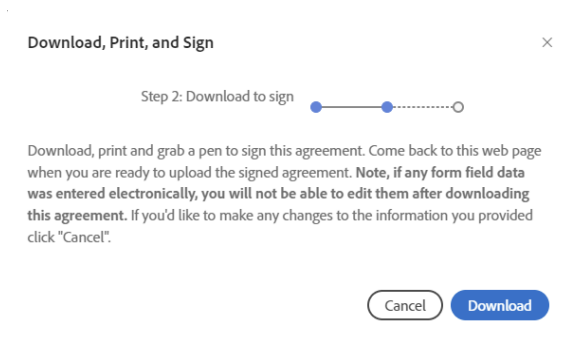 Download, Print, and Sign
Step 2: Download to sign
Download, print and grab a pen to sign this agreement. Come back to this web page
when you are ready to upload the signed agreement. Note, if any form field data
was entered electronically, you will not be able to edit them after downloading
this agreement. If you'd like to make any changes to the information you provided
click "Cancel".
Cancel
Download